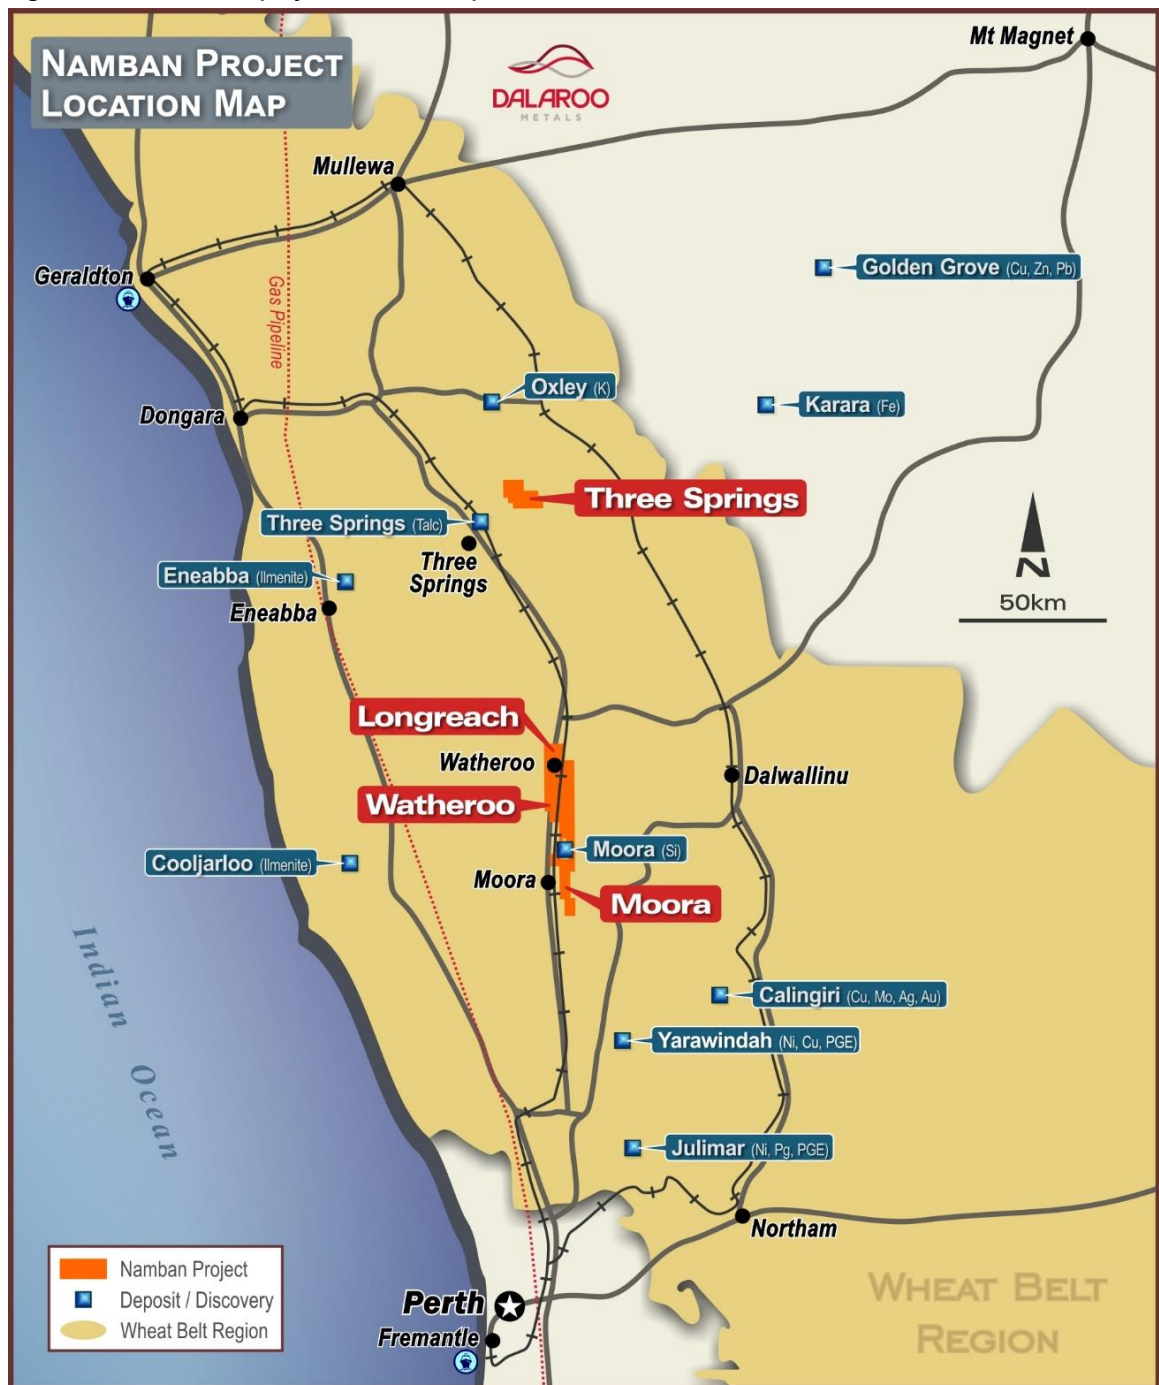 NAMBAN PROJECT
LOCATION MAP
DALAROO
METALS
Mt Magnet
Mullewa
Geraldton
Gas Pipeline
Golden Grove (Cu, Zn, Pb)
Oxley (K)
Karara (Fe)
Dongara
Three Springs
Three Springs (Talc)
Three
Springs
Eneabba (Ilmenite)
Eneabba
N
50km
Longreach
Watheroo
Dalwallinu
Watheroo
Moora (Si)
Cooljarloo (Ilmenite)
Moora
Moora
Indian Ocean
Calingiri (Cu, Mo, Ag, Au)
Yarawindah (Ni, Cu, PGE)
Julimar (Ni, Pg, PGE)
Northam
Namban Project
Deposit / Discovery
Wheat Belt Region
Perth
Fremantle
WHEAT BELT
REGION